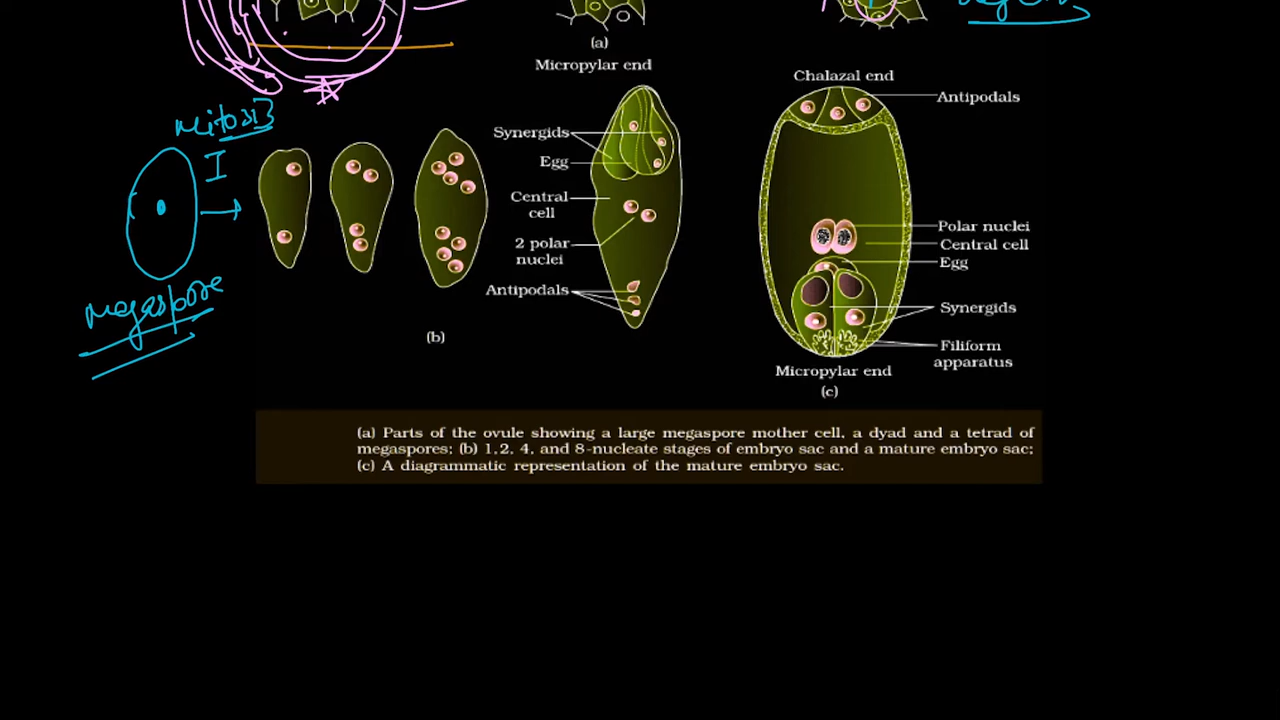 (a)
Micropylar end
Chalazal end
Antipodals
mitosis
I
Synergids
Egg
Central
cell
2 polar
nuclei
Antipodals
Polar nuclei
Central cell
Egg
Synergids
Filiform
apparatus
megaspore
(b)
Micropylar end
(c)
(a) Parts of the ovule showing a large megaspore mother cell, a dyad and a tetrad of
megaspores; (b) 1,2, 4, and 8-nucleate stages of embryo sac and a mature embryo sac;
(c) A diagrammatic representation of the mature embryo sac.